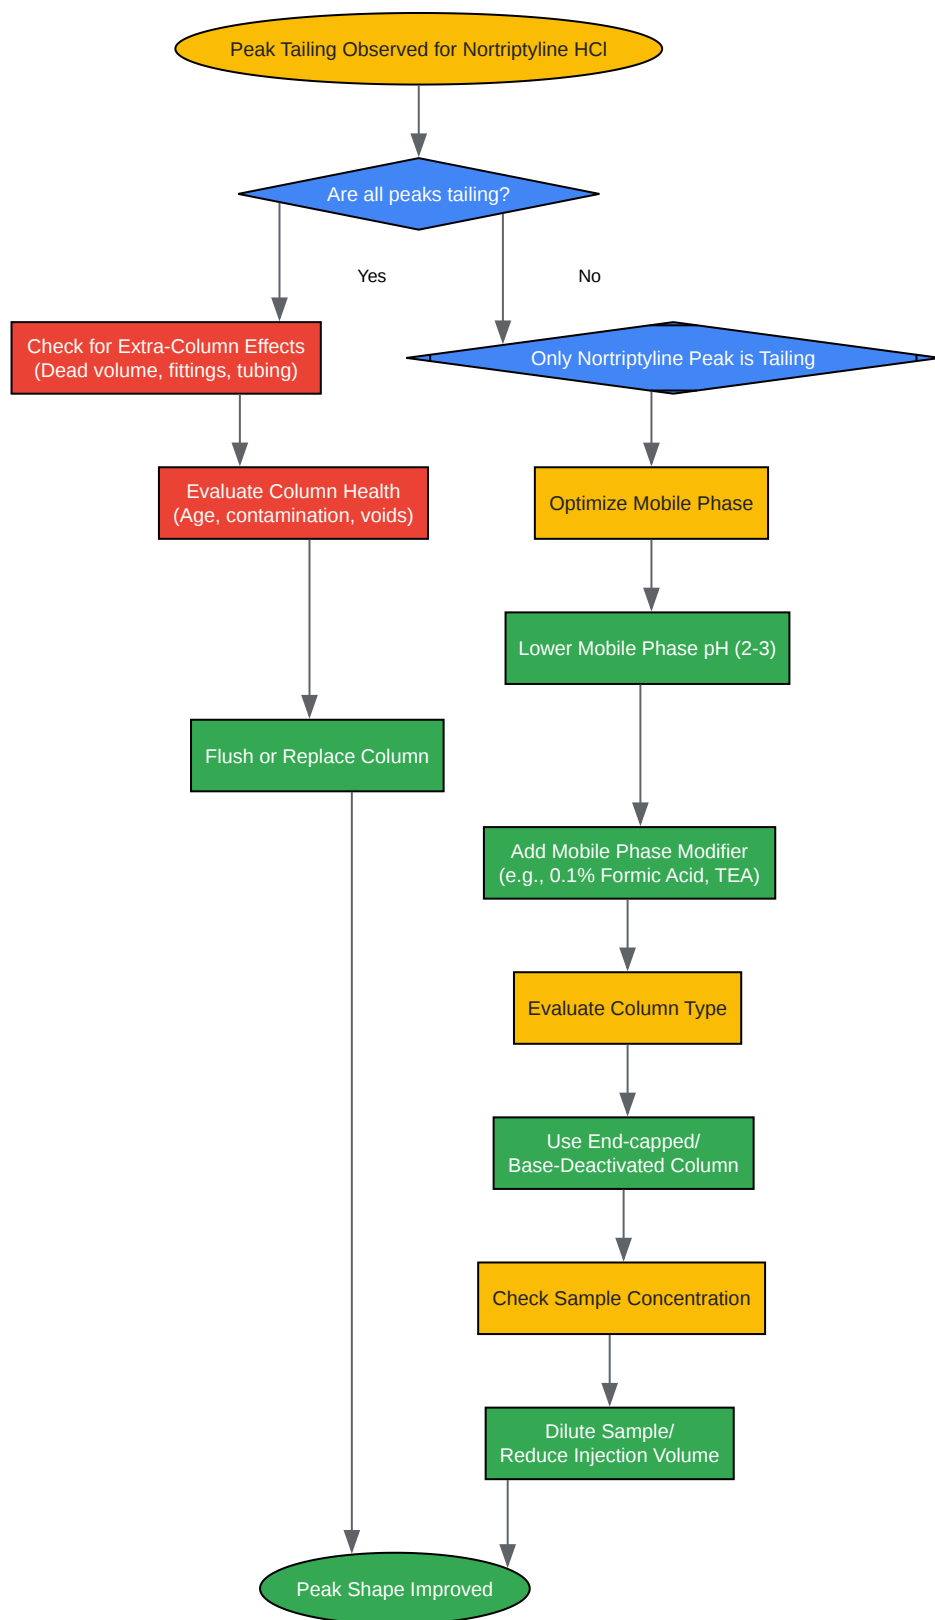 Peak Tailing Observed for Nortriptyline HCl
Are all peaks tailing?
Yes
No
Check for Extra-Column Effects
(Dead volume, fittings, tubing)
Only Nortriptyline Peak is Tailing
Evaluate Column Health
(Age, contamination, voids)
Optimize Mobile Phase
Lower Mobile Phase pH (2-3)
Flush or Replace Column
Add Mobile Phase Modifier
(e.g., 0.1% Formic Acid, TEA)
Evaluate Column Type
Use End-capped/
Base-Deactivated Column
Check Sample Concentration
Dilute Sample/
Reduce Injection Volume
Peak Shape Improved